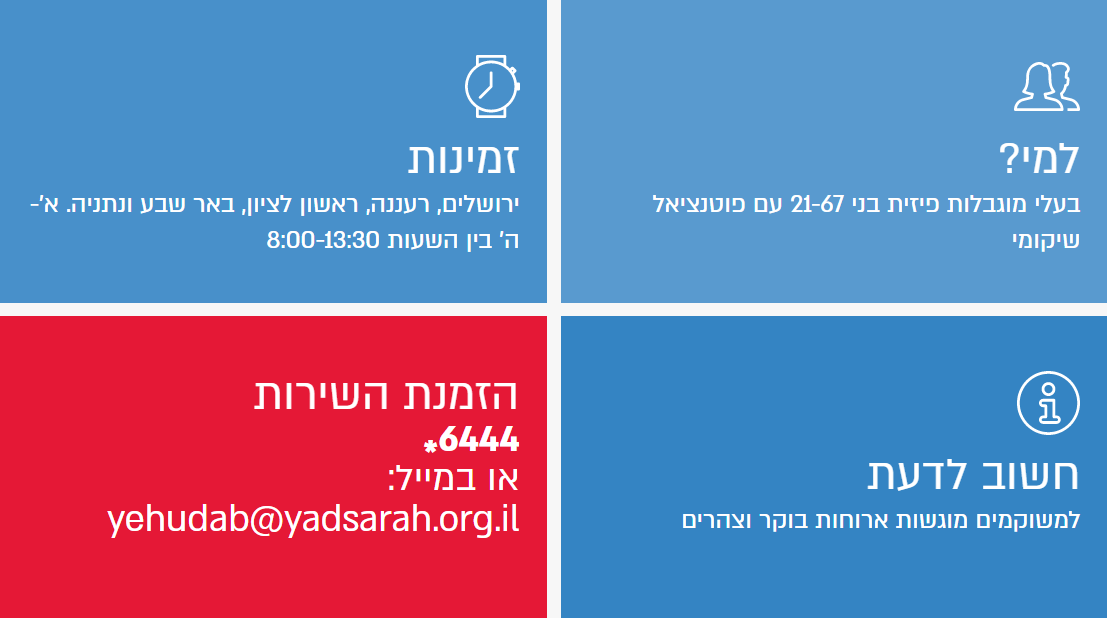 למי?
בעלי מוגבלות פיזית בני 21-67 עם פוטנציאל
שיקומי
זמינות
ירושלים, רעננה, ראשון לציון, באר שבע ונתניה. א'-
ה' בין השעות 8:00-13:30
חשוב לדעת
למשוקמים מוגשות ארוחות בוקר וצהרים
הזמנת השירות
6444*
או במייל:
yehudab@yadsarah.org.il